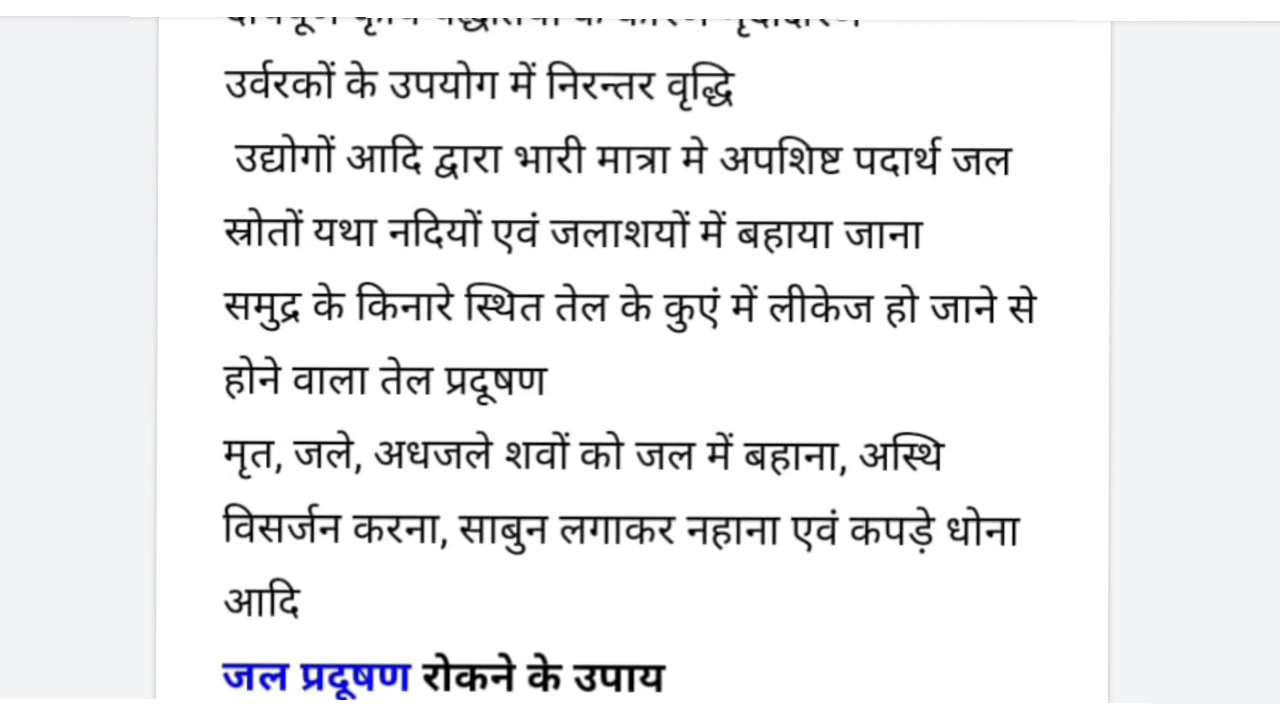 उर्वरकों के उपयोग में निरन्तर वृद्धि
उद्योगों आदि द्वारा भारी मात्रा मे अपशिष्ट पदार्थ जल
स्रोतों यथा नदियों एवं जलाशयों में बहाया जाना
समुद्र के किनारे स्थित तेल के कुएं में लीकेज हो जाने से
होने वाला तेल प्रदूषण
मृत, जले, अधजले शवों को जल में बहाना, अस्थि
विसर्जन करना, साबुन लगाकर नहाना एवं कपड़े धोना
आदि
जल प्रदूषण रोकने के उपाय